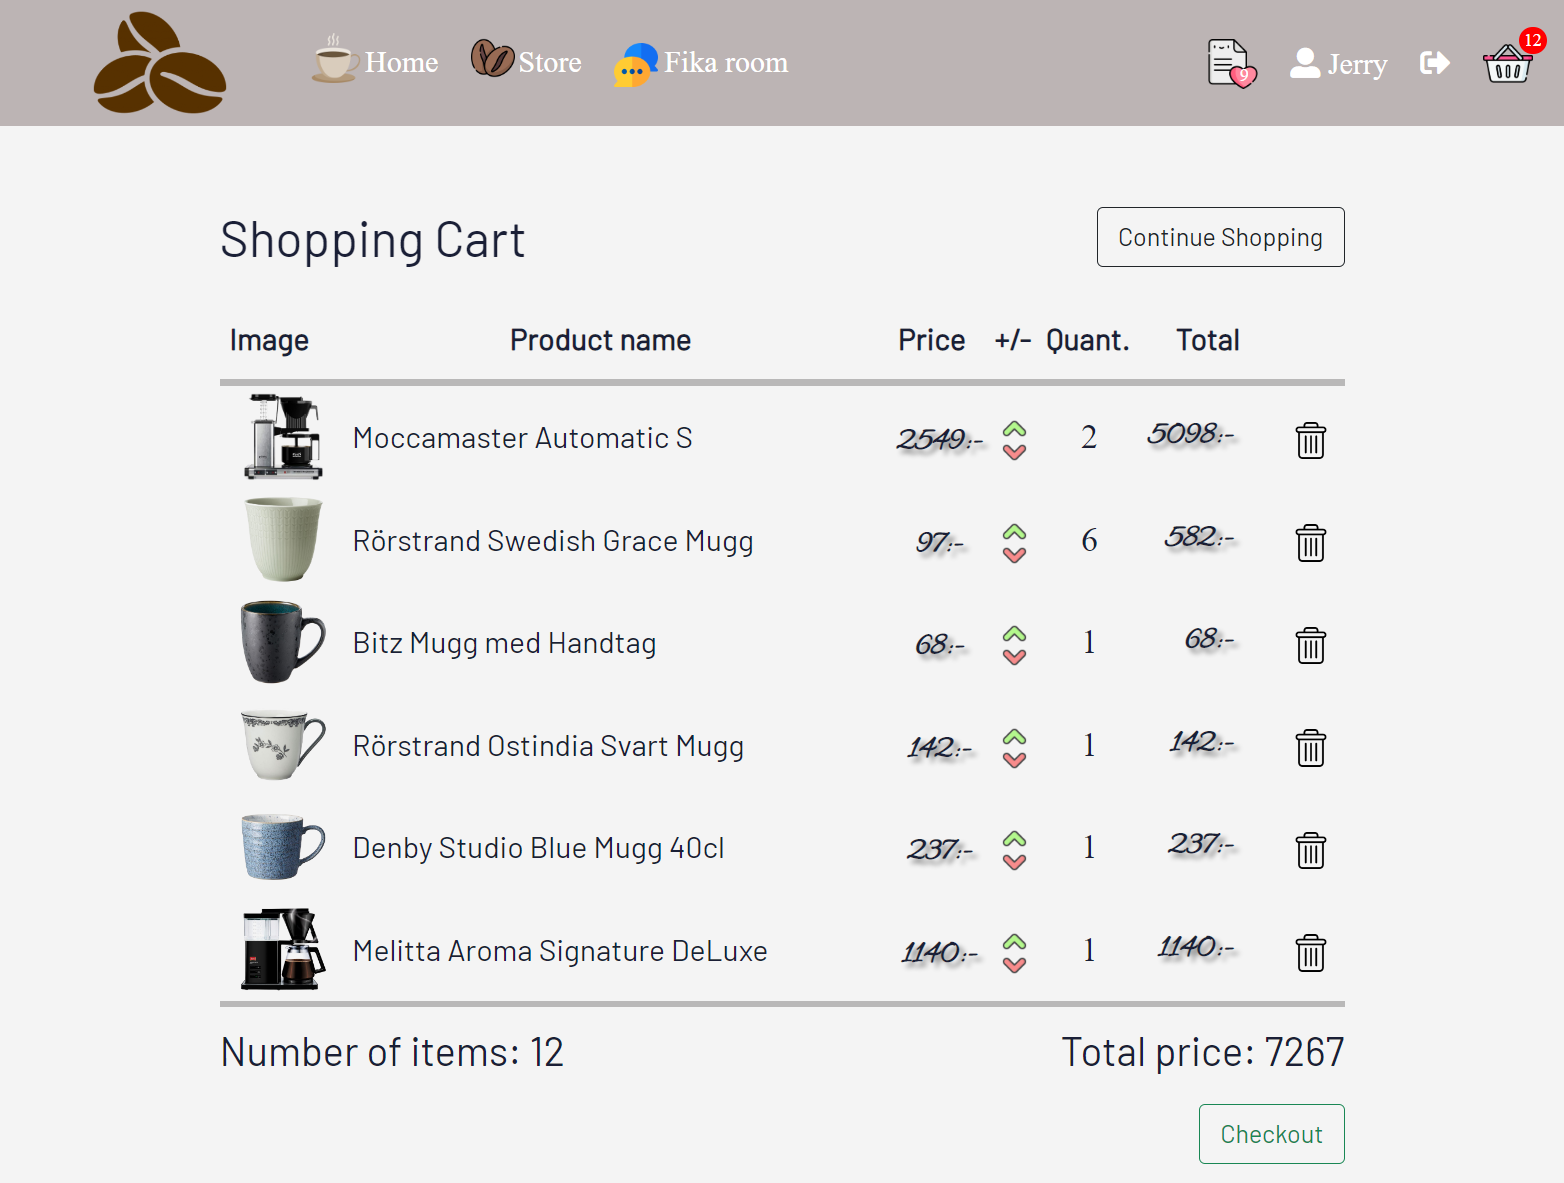 Home Store Fika room 9 Jerry 12
Shopping Cart Continue Shopping
Image Product name Price +/- Quant. Total
Moccamaster Automatic S 2549:- 2 5098:-
Rörstrand Swedish Grace Mugg 97:- 6 582:-
Bitz Mugg med Handtag 68:- 1 68:-
Rörstrand Ostindia Svart Mugg 142:- 1 142:-
Denby Studio Blue Mugg 40cl 237:- 1 237:-
Melitta Aroma Signature DeLuxe 1140:- 1 1140:-
Number of items: 12 Total price: 7267
Checkout